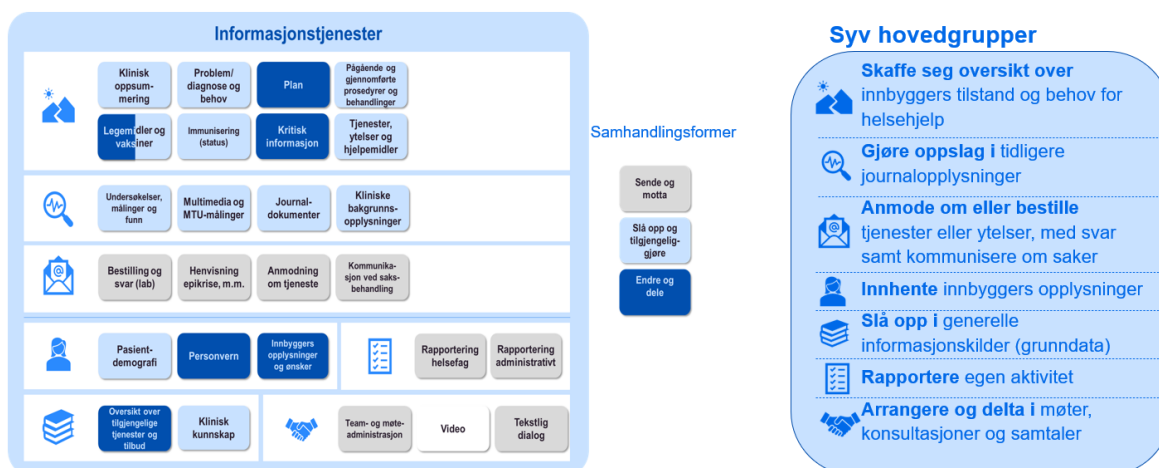 Informasjonstjenester
Klinisk
oppsum-
mering
Problem/
diagnose og
behov
Plan
Pågående og
gjennomførte
prosedyrer og
behandlinger
Legemidler og
vaksiner
Immunisering
(status)
Kritisk
informasjon
Tjenester,
ytelser og
hjelpemidler
Undersøkelser,
målinger og
funn
Multimedia og
MTU-målinger
Journal-
dokumenter
Kliniske
bakgrunns-
opplysninger
Bestilling og
svar (lab)
Henvisning
epikrise, m.m.
Anmodning
om tjeneste
Kommunika-
sjon ved saks-
behandling
Pasient-
demografi
Personvern
Innbyggers
opplysninger
og ønsker
Rapportering
helsefag
Rapportering
administrativt
Oversikt over
tilgjengelige
tjenester og
tilbud
Klinisk
kunnskap
Team- og møte-
administrasjon
Video
Tekstlig
dialog
Samhandlingsformer
Sende og
motta
Slå opp og
tilgjengelig-
gjøre
Endre og
dele
Syv hovedgrupper
Skaffe seg oversikt over
innbyggers tilstand og behov for
helsehjelp
Gjøre oppslag i tidligere
journalopplysninger
Anmode om eller bestille
tjenester eller ytelser, med svar
samt kommunisere om saker
Innhente innbyggers opplysninger
Slå opp i generelle
informasjonskilder (grunndata)
Rapportere egen aktivitet
Arrangere og delta i møter,
konsultasjoner og samtaler